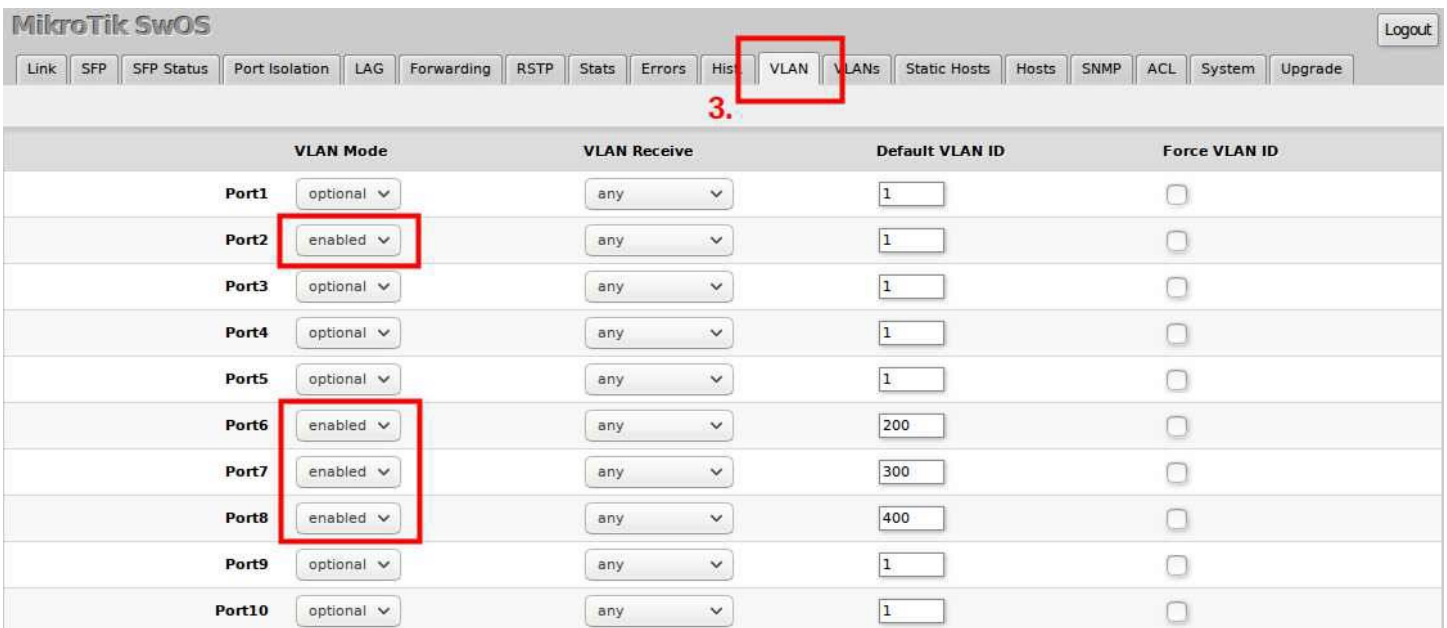 MikroTik SwOS
Logout
Link SFP SFP Status Port Isolation LAG Forwarding RSTP Stats Errors Hist. VLAN VLANs Static Hosts Hosts SNMP ACL System Upgrade
3.
VLAN Mode VLAN Receive Default VLAN ID Force VLAN ID
Port1 optional any 1
Port2 enabled any 1
Port3 optional any 1
Port4 optional any 1
Port5 optional any 1
Port6 enabled any 200
Port7 enabled any 300
Port8 enabled any 400
Port9 optional any 1
Port10 optional any 1